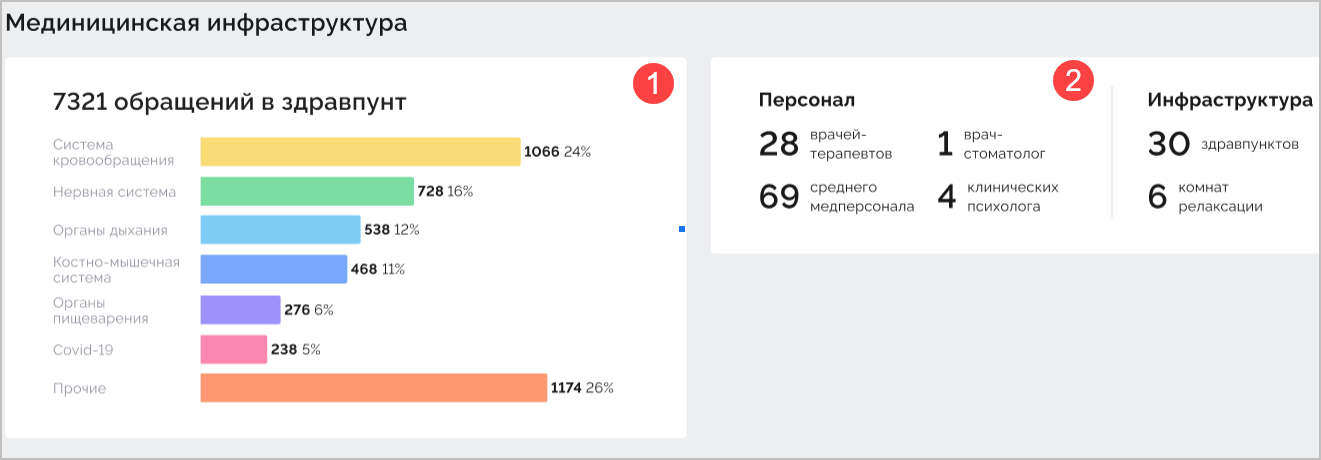 Мединицинская инфраструктура
1
7321 обращений в здравпунт
Система
кровообращения
1066 24%
Нервная система
728 16%
Органы дыхания
538 12%
Костно-мышечная
система
468 11%
Органы
пищеварения
276 6%
Covid-19
238 5%
Прочие
1174 26%
2
Персонал
28 врачей-
терапевтов
1 врач-
стоматолог
69 среднего
медперсонала
4 клинических
психолога
Инфраструктура
30 здравпунктов
6 комнат
релаксации